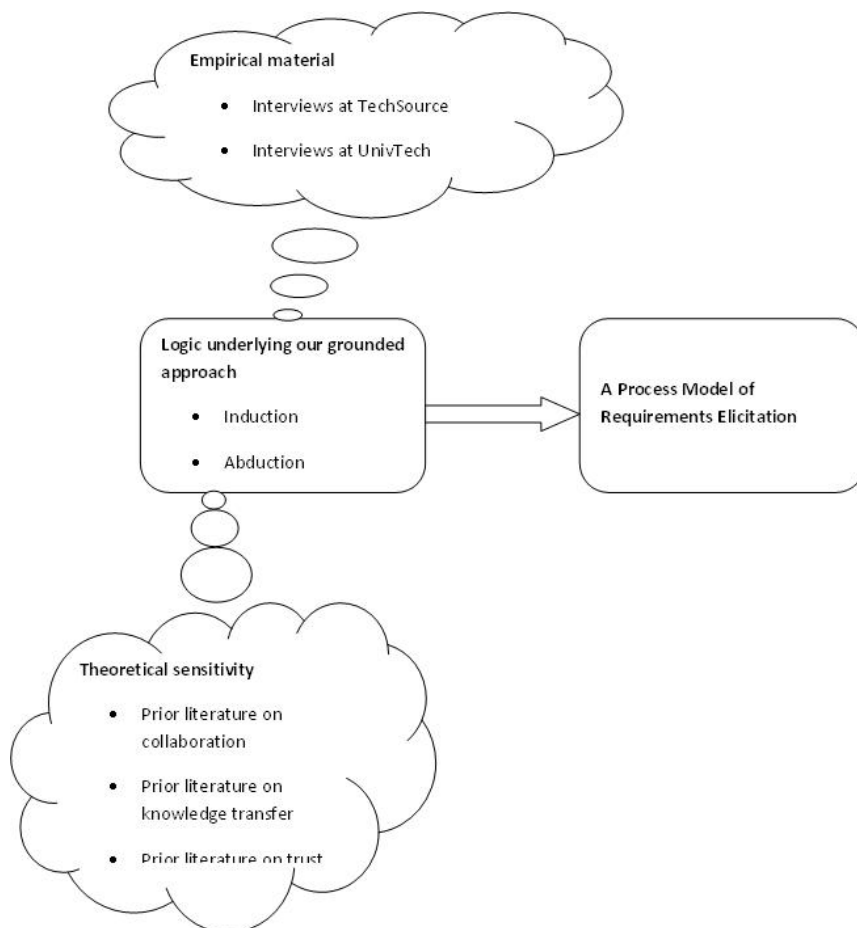 Empirical material
• Interviews at TechSource
• Interviews at UnivTech
Logic underlying our grounded
approach
• Induction
• Abduction
A Process Model of
Requirements Elicitation
Theoretical sensitivity
• Prior literature on
collaboration
• Prior literature on
knowledge transfer
• Prior literature on trust